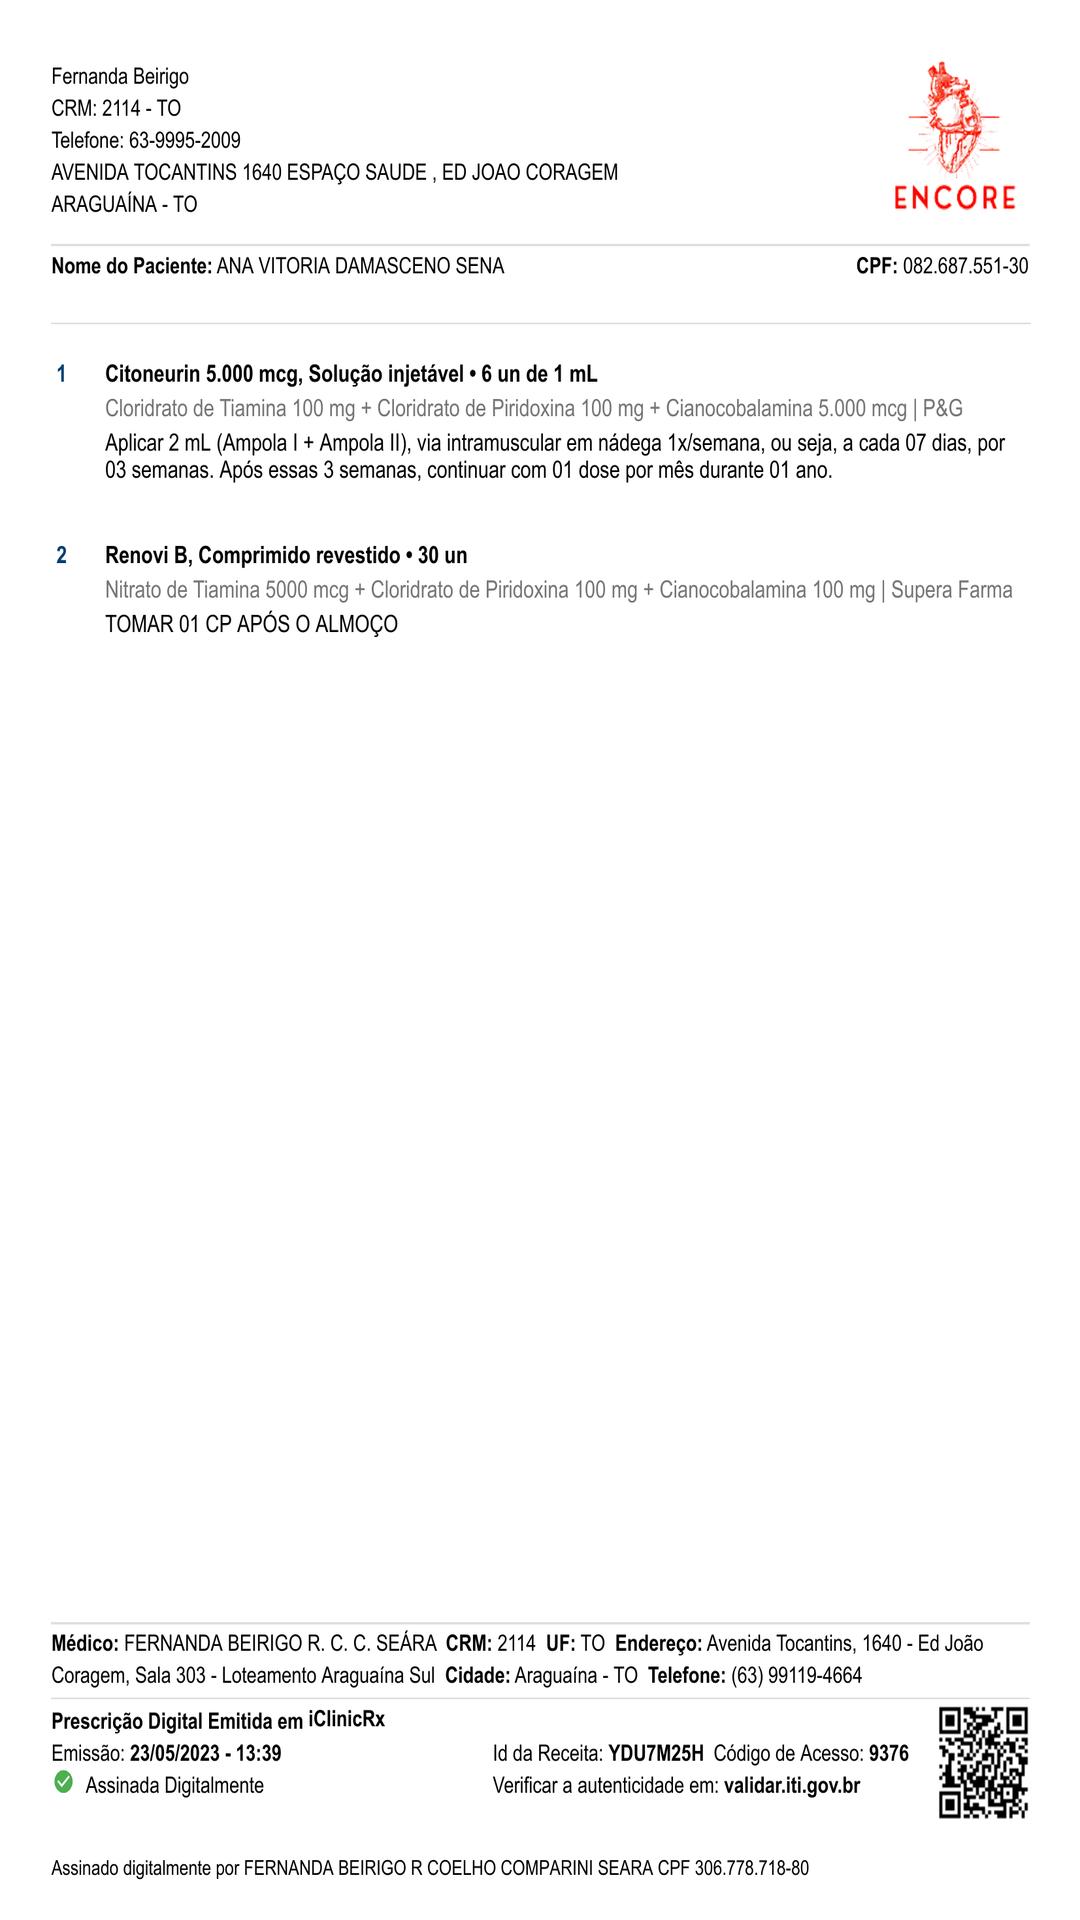 Fernanda Beirigo
CRM: 2114 - TO
Telefone: 63-9995-2009
AVENIDA TOCANTINS 1640 ESPAÇO SAUDE , ED JOAO CORAGEM
ARAGUAÍNA - TO
ENCORE
Nome do Paciente: ANA VITORIA DAMASCENO SENA CPF: 082.687.551-30
1 Citoneurin 5.000 mcg, Solução injetável • 6 un de 1 mL
Cloridrato de Tiamina 100 mg + Cloridrato de Piridoxina 100 mg + Cianocobalamina 5.000 mcg | P&G
Aplicar 2 mL (Ampola I + Ampola II), via intramuscular em nádega 1x/semana, ou seja, a cada 07 dias, por
03 semanas. Após essas 3 semanas, continuar com 01 dose por mês durante 01 ano.
2 Renovi B, Comprimido revestido • 30 un
Nitrato de Tiamina 5000 mcg + Cloridrato de Piridoxina 100 mg + Cianocobalamina 100 mg | Supera Farma
TOMAR 01 CP APÓS O ALMOÇO
Médico: FERNANDA BEIRIGO R. C. C. SEÁRA CRM: 2114 UF: TO Endereço: Avenida Tocantins, 1640 - Ed João
Coragem, Sala 303 - Loteamento Araguaína Sul Cidade: Araguaína - TO Telefone: (63) 99119-4664
Prescrição Digital Emitida em iClinicRx
Emissão: 23/05/2023 - 13:39 Id da Receita: YDU7M25H Código de Acesso: 9376
Assinada Digitalmente Verificar a autenticidade em: validar.iti.gov.br
Assinado digitalmente por FERNANDA BEIRIGO R COELHO COMPARINI SEARA CPF 306.778.718-80